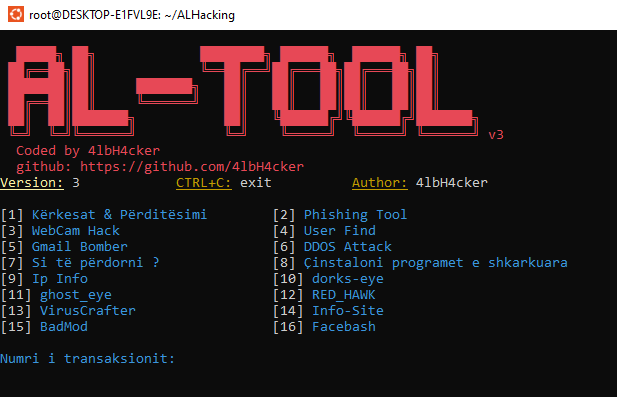 root@DESKTOP-E1FVL9E: ~/ALHacking
AL-TOOL v3
Coded by 4lbH4cker
github: https://github.com/4lbH4cker
Version: 3 CTRL+C: exit Author: 4lbH4cker
[1] Kërkesat & Përditësimi [2] Phishing Tool
[3] WebCam Hack [4] User Find
[5] Gmail Bomber [6] DDOS Attack
[7] Si të përdorni ? [8] Çinstaloni programet e shkarkuara
[9] Ip Info [10] dorks-eye
[11] ghost_eye [12] RED_HAWK
[13] VirusCrafter [14] Info-Site
[15] BadMod [16] Facebash
Numri i transaksionit: